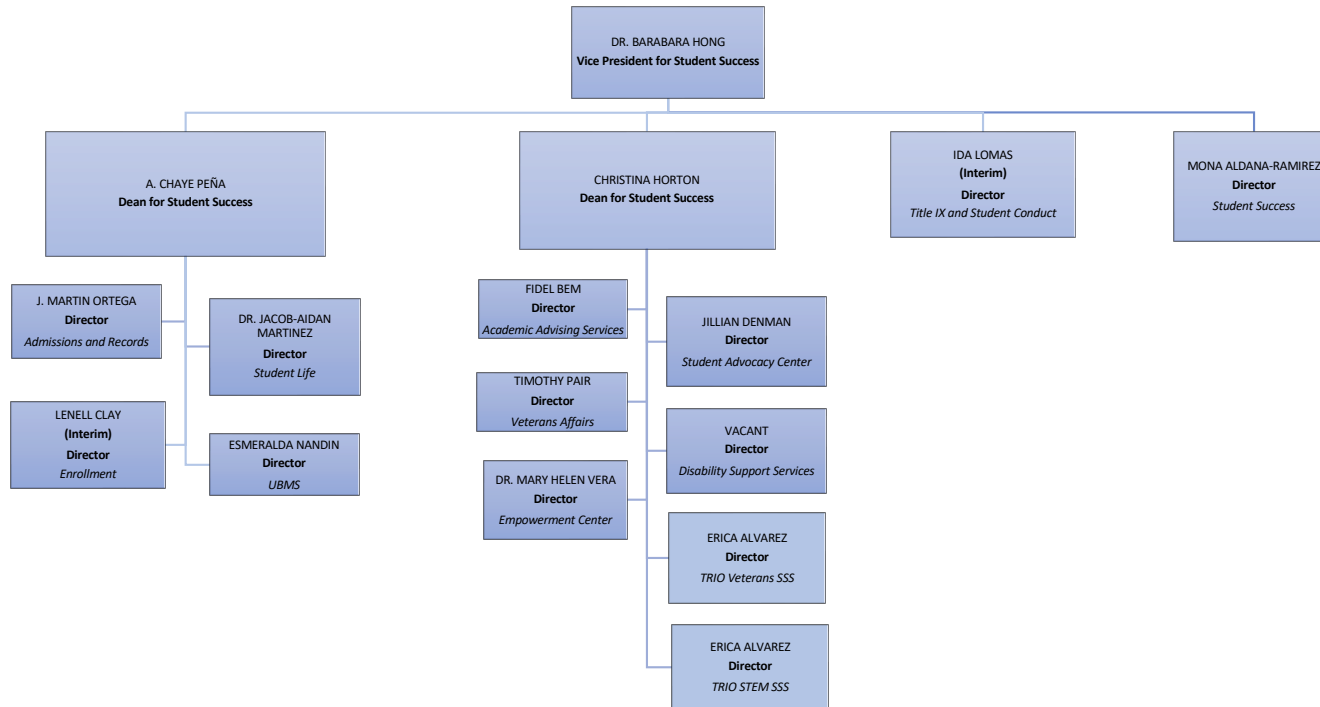 DR. BARABARA HONG
Vice President for Student Success
A. CHAYE PEÑA
Dean for Student Success
CHRISTINA HORTON
Dean for Student Success
IDA LOMAS
(Interim)
Director
Title IX and Student Conduct
MONA ALDANA-RAMIREZ
Director
Student Success
J. MARTIN ORTEGA
Director
Admissions and Records
DR. JACOB-AIDAN
MARTINEZ
Director
Student Life
LENELL CLAY
(Interim)
Director
Enrollment
ESMERALDA NANDIN
Director
UBMS
FIDEL BEM
Director
Academic Advising Services
JILLIAN DENMAN
Director
Student Advocacy Center
TIMOTHY PAIR
Director
Veterans Affairs
VACANT
Director
Disability Support Services
DR. MARY HELEN VERA
Director
Empowerment Center
ERICA ALVAREZ
Director
TRIO Veterans SSS
ERICA ALVAREZ
Director
TRIO STEM SSS